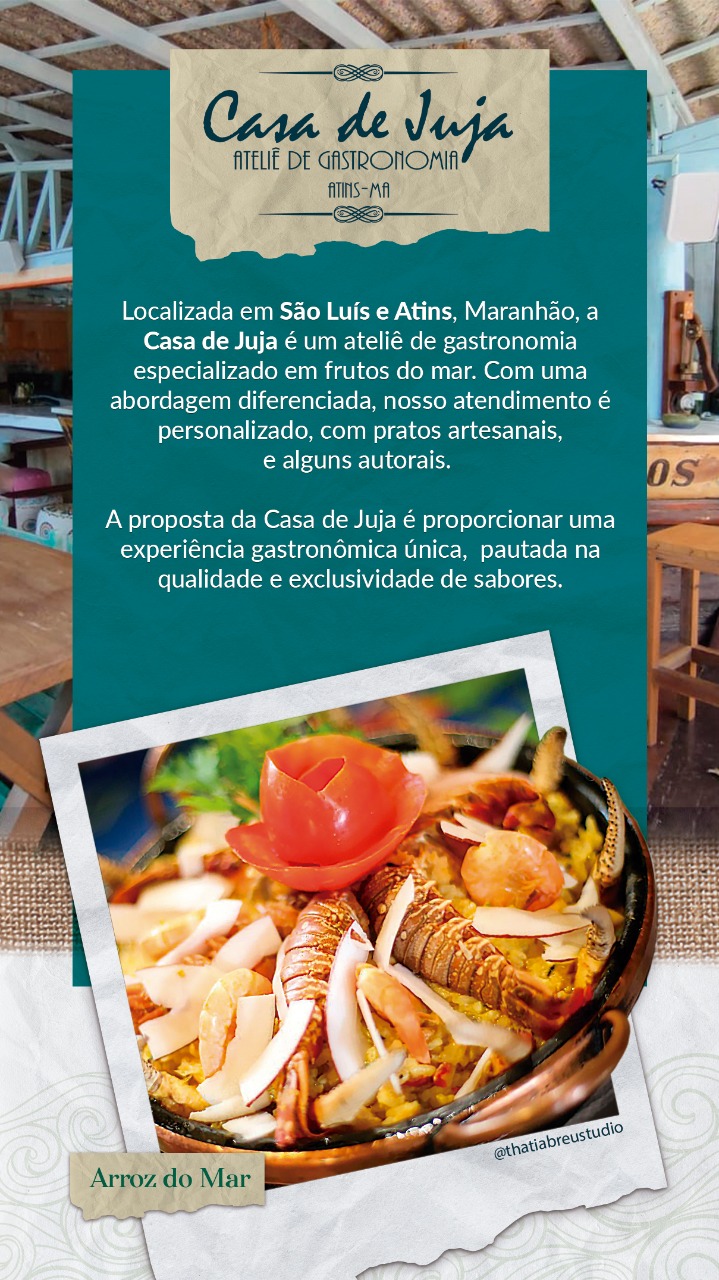 Casa de Juja
ATELIÊ DE GASTRONOMIA
ATINS-MA
Localizada em São Luís e Atins, Maranhão, a
Casa de Juja é um ateliê de gastronomia
especializado em frutos do mar. Com uma
abordagem diferenciada, nosso atendimento é
personalizado, com pratos artesanais,
e alguns autorais.
A proposta da Casa de Juja é proporcionar uma
experiência gastronômica única, pautada na
qualidade e exclusividade de sabores.
OS
@thatiabreustudio
Arroz do Mar